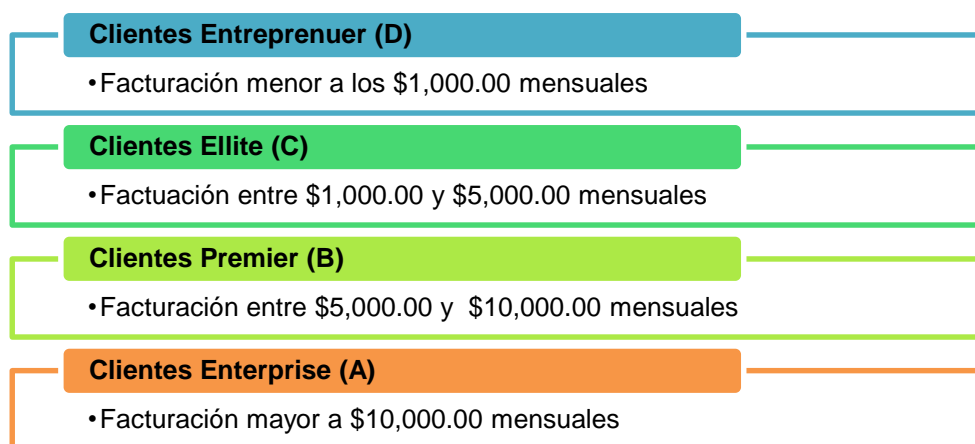 Clientes Entreprenuer (D)
•Facturación menor a los $1,000.00 mensuales
Clientes Ellite (C)
•Factuación entre $1,000.00 y $5,000.00 mensuales
Clientes Premier (B)
•Facturación entre $5,000.00 y  $10,000.00 mensuales
Clientes Enterprise (A)
•Facturación mayor a $10,000.00 mensuales